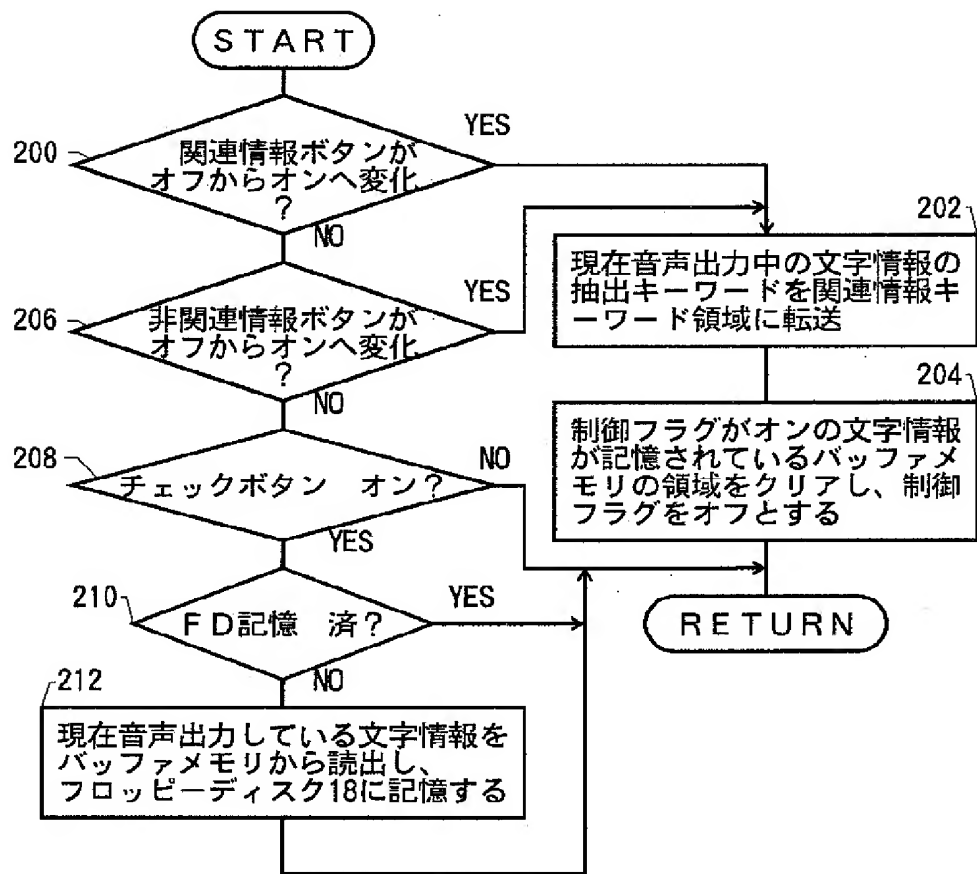 START
200
関連情報ボタンが
オフからオンへ変化
?
YES
NO
206
非関連情報ボタンが
オフからオンへ変化
?
YES
NO
208
チェックボタン オン?
NO
YES
210
FD記憶 済?
YES
NO
212
現在音声出力している文字情報を
バッファメモリから読出し、
フロッピーディスク18に記憶する
202
現在音声出力中の文字情報の
抽出キーワードを関連情報キ
ーワード領域に転送
204
制御フラグがオンの文字情報
が記憶されているバッファメ
モリの領域をクリアし、制御
フラグをオフとする
RETURN